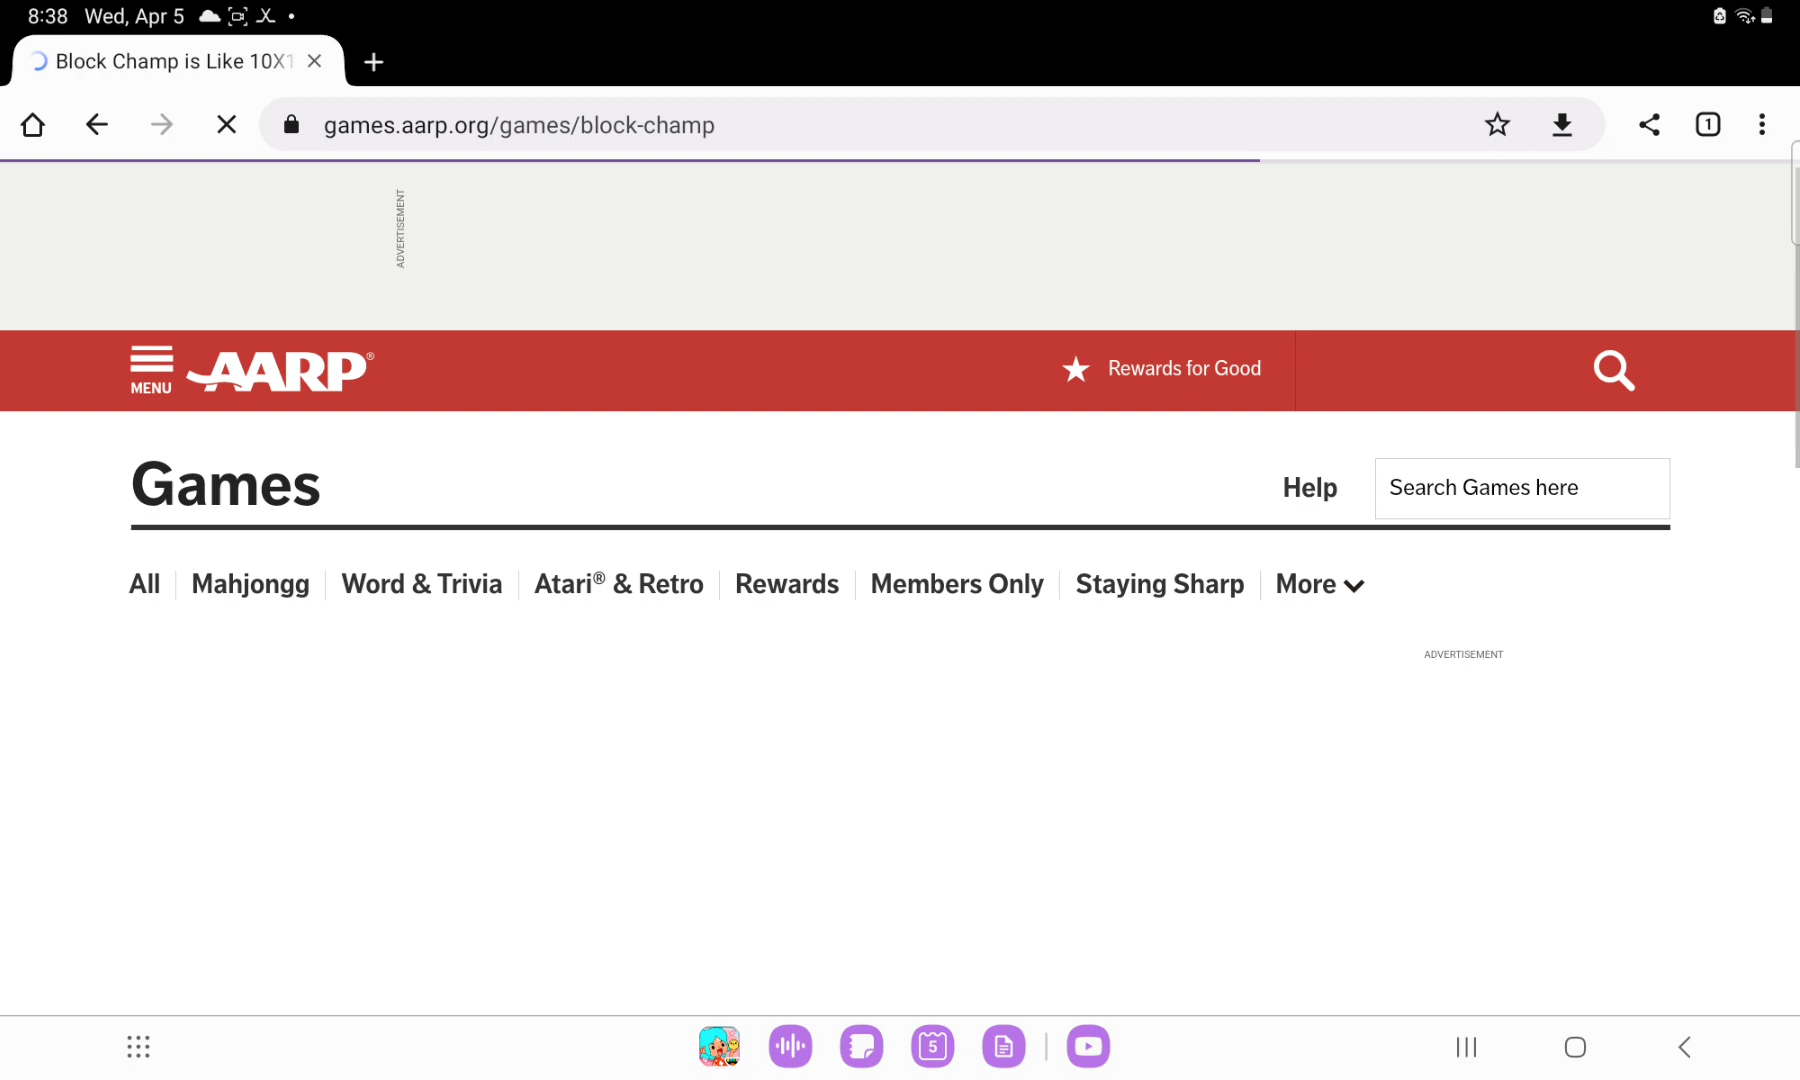 8:38 Wed, Apr 5
Block Champ is Like 10X1
games.aarp.org/games/block-champ
1
ADVERTISEMENT
MENU
AARP®
Rewards for Good
Games
Help
Search Games here
All
Mahjongg
Word & Trivia
Atari® & Retro
Rewards
Members Only
Staying Sharp
More
ADVERTISEMENT
5